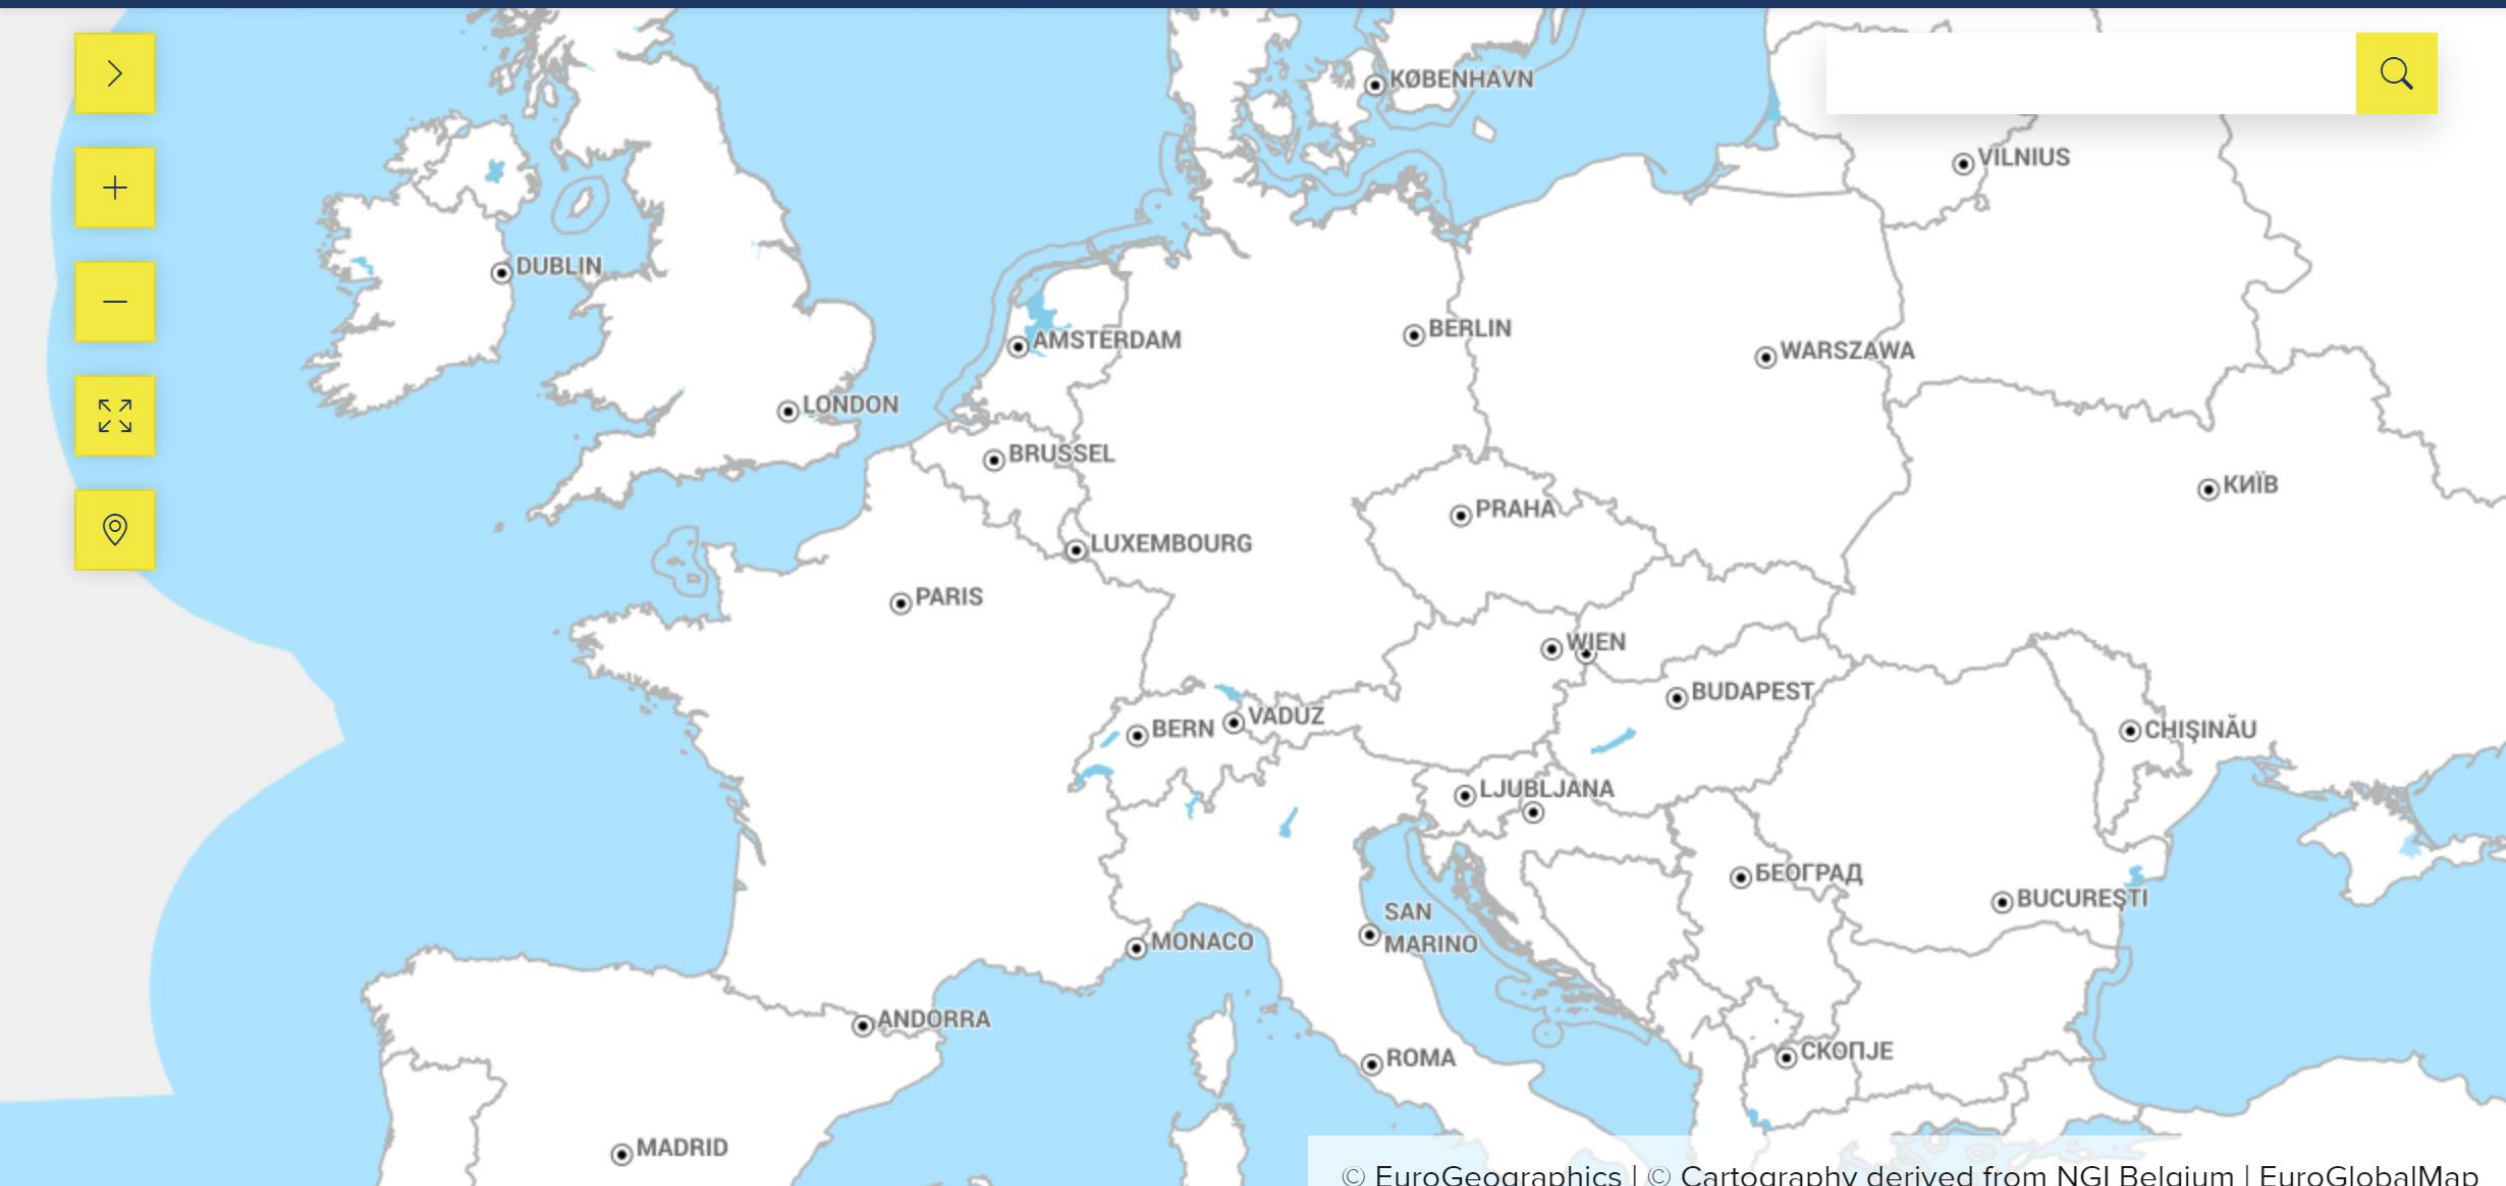 KØBENHAVN
VILNIUS
DUBLIN
BERLIN
AMSTERDAM
WARSZAWA
LONDON
BRUSSEL
КИЇВ
PRAHA
LUXEMBOURG
PARIS
WIEN
BUDAPEST
VADUZ
BERN
CHIŞINĂU
LJUBLJANA
БЕОГРАД
BUCUREŞTI
SAN
MARINO
MONACO
ANDORRA
СКОПЈЕ
ROMA
MADRID
© EuroGeographics | © Cartography derived from NGI Belgium | EuroGlobalMap